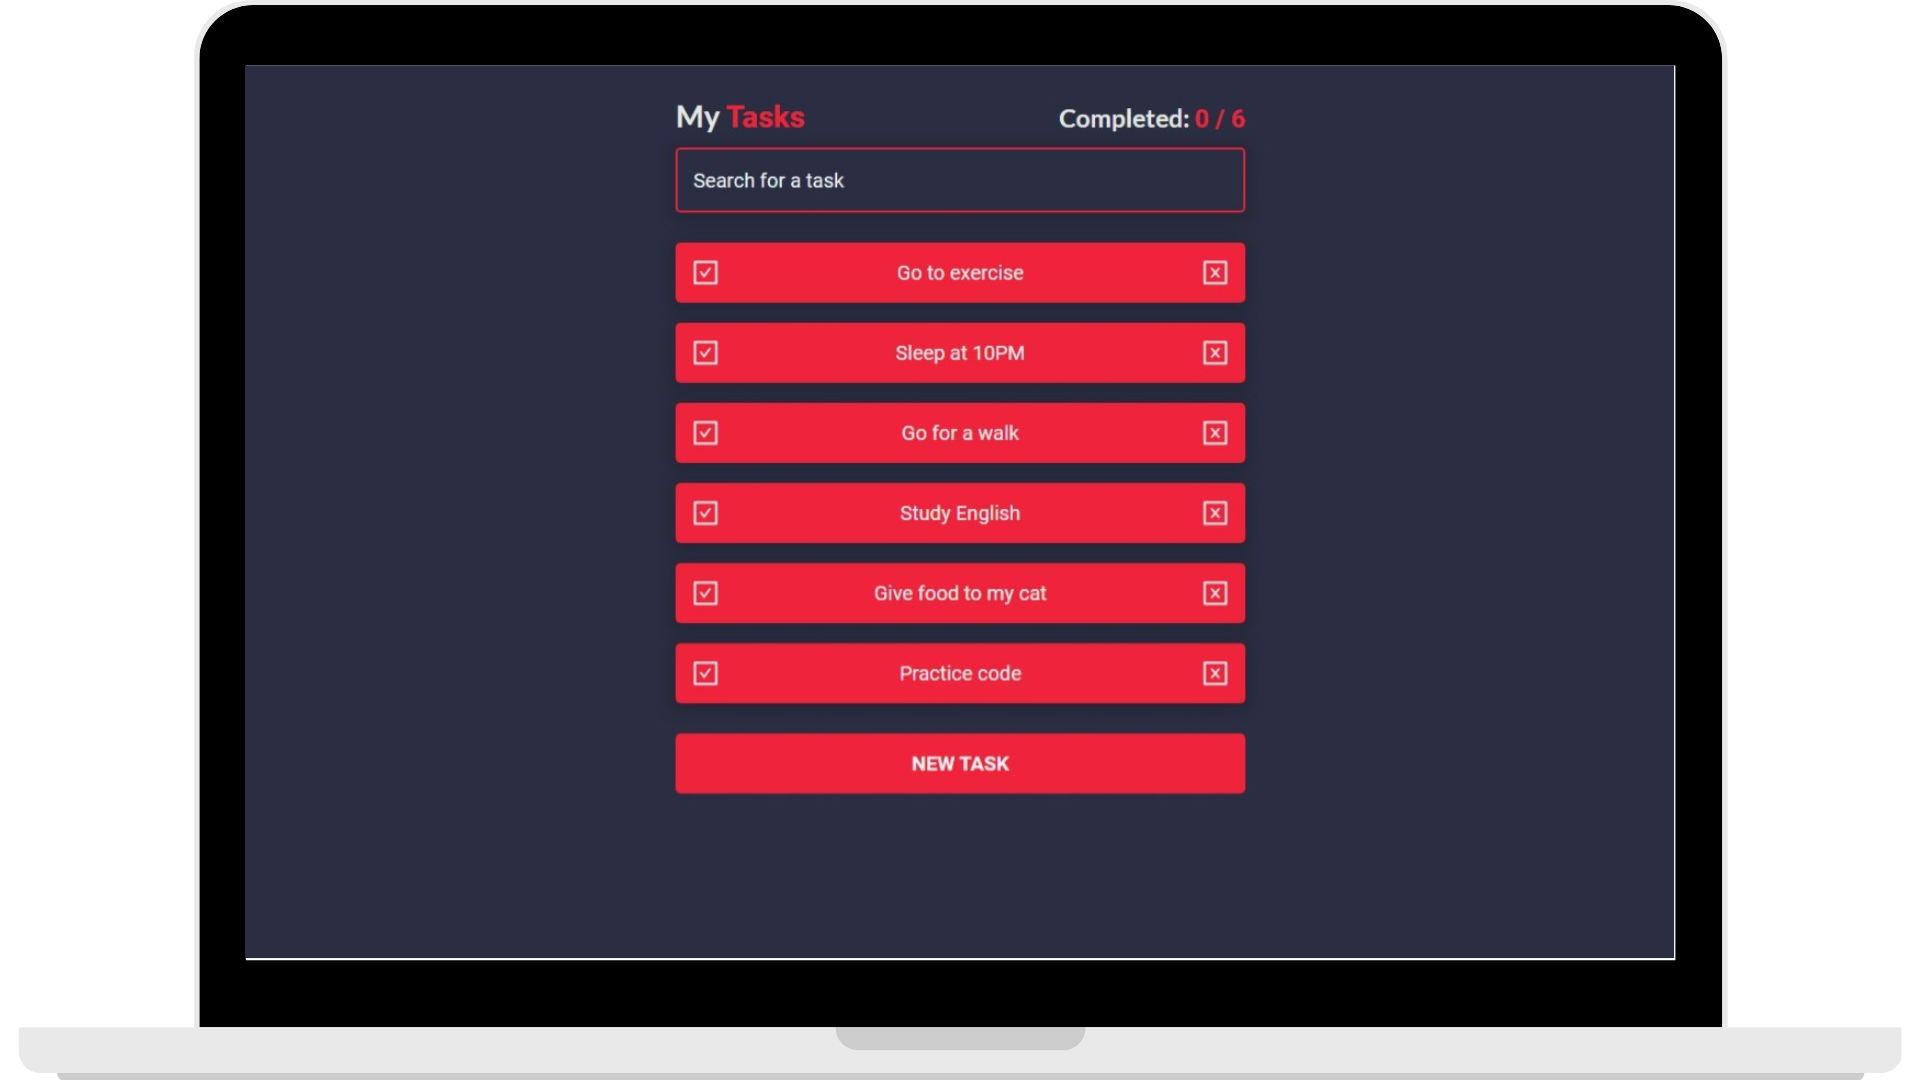 My Tasks
Completed: 0 / 6
Search for a task
Go to exercise
Sleep at 10PM
Go for a walk
Study English
Give food to my cat
Practice code
NEW TASK